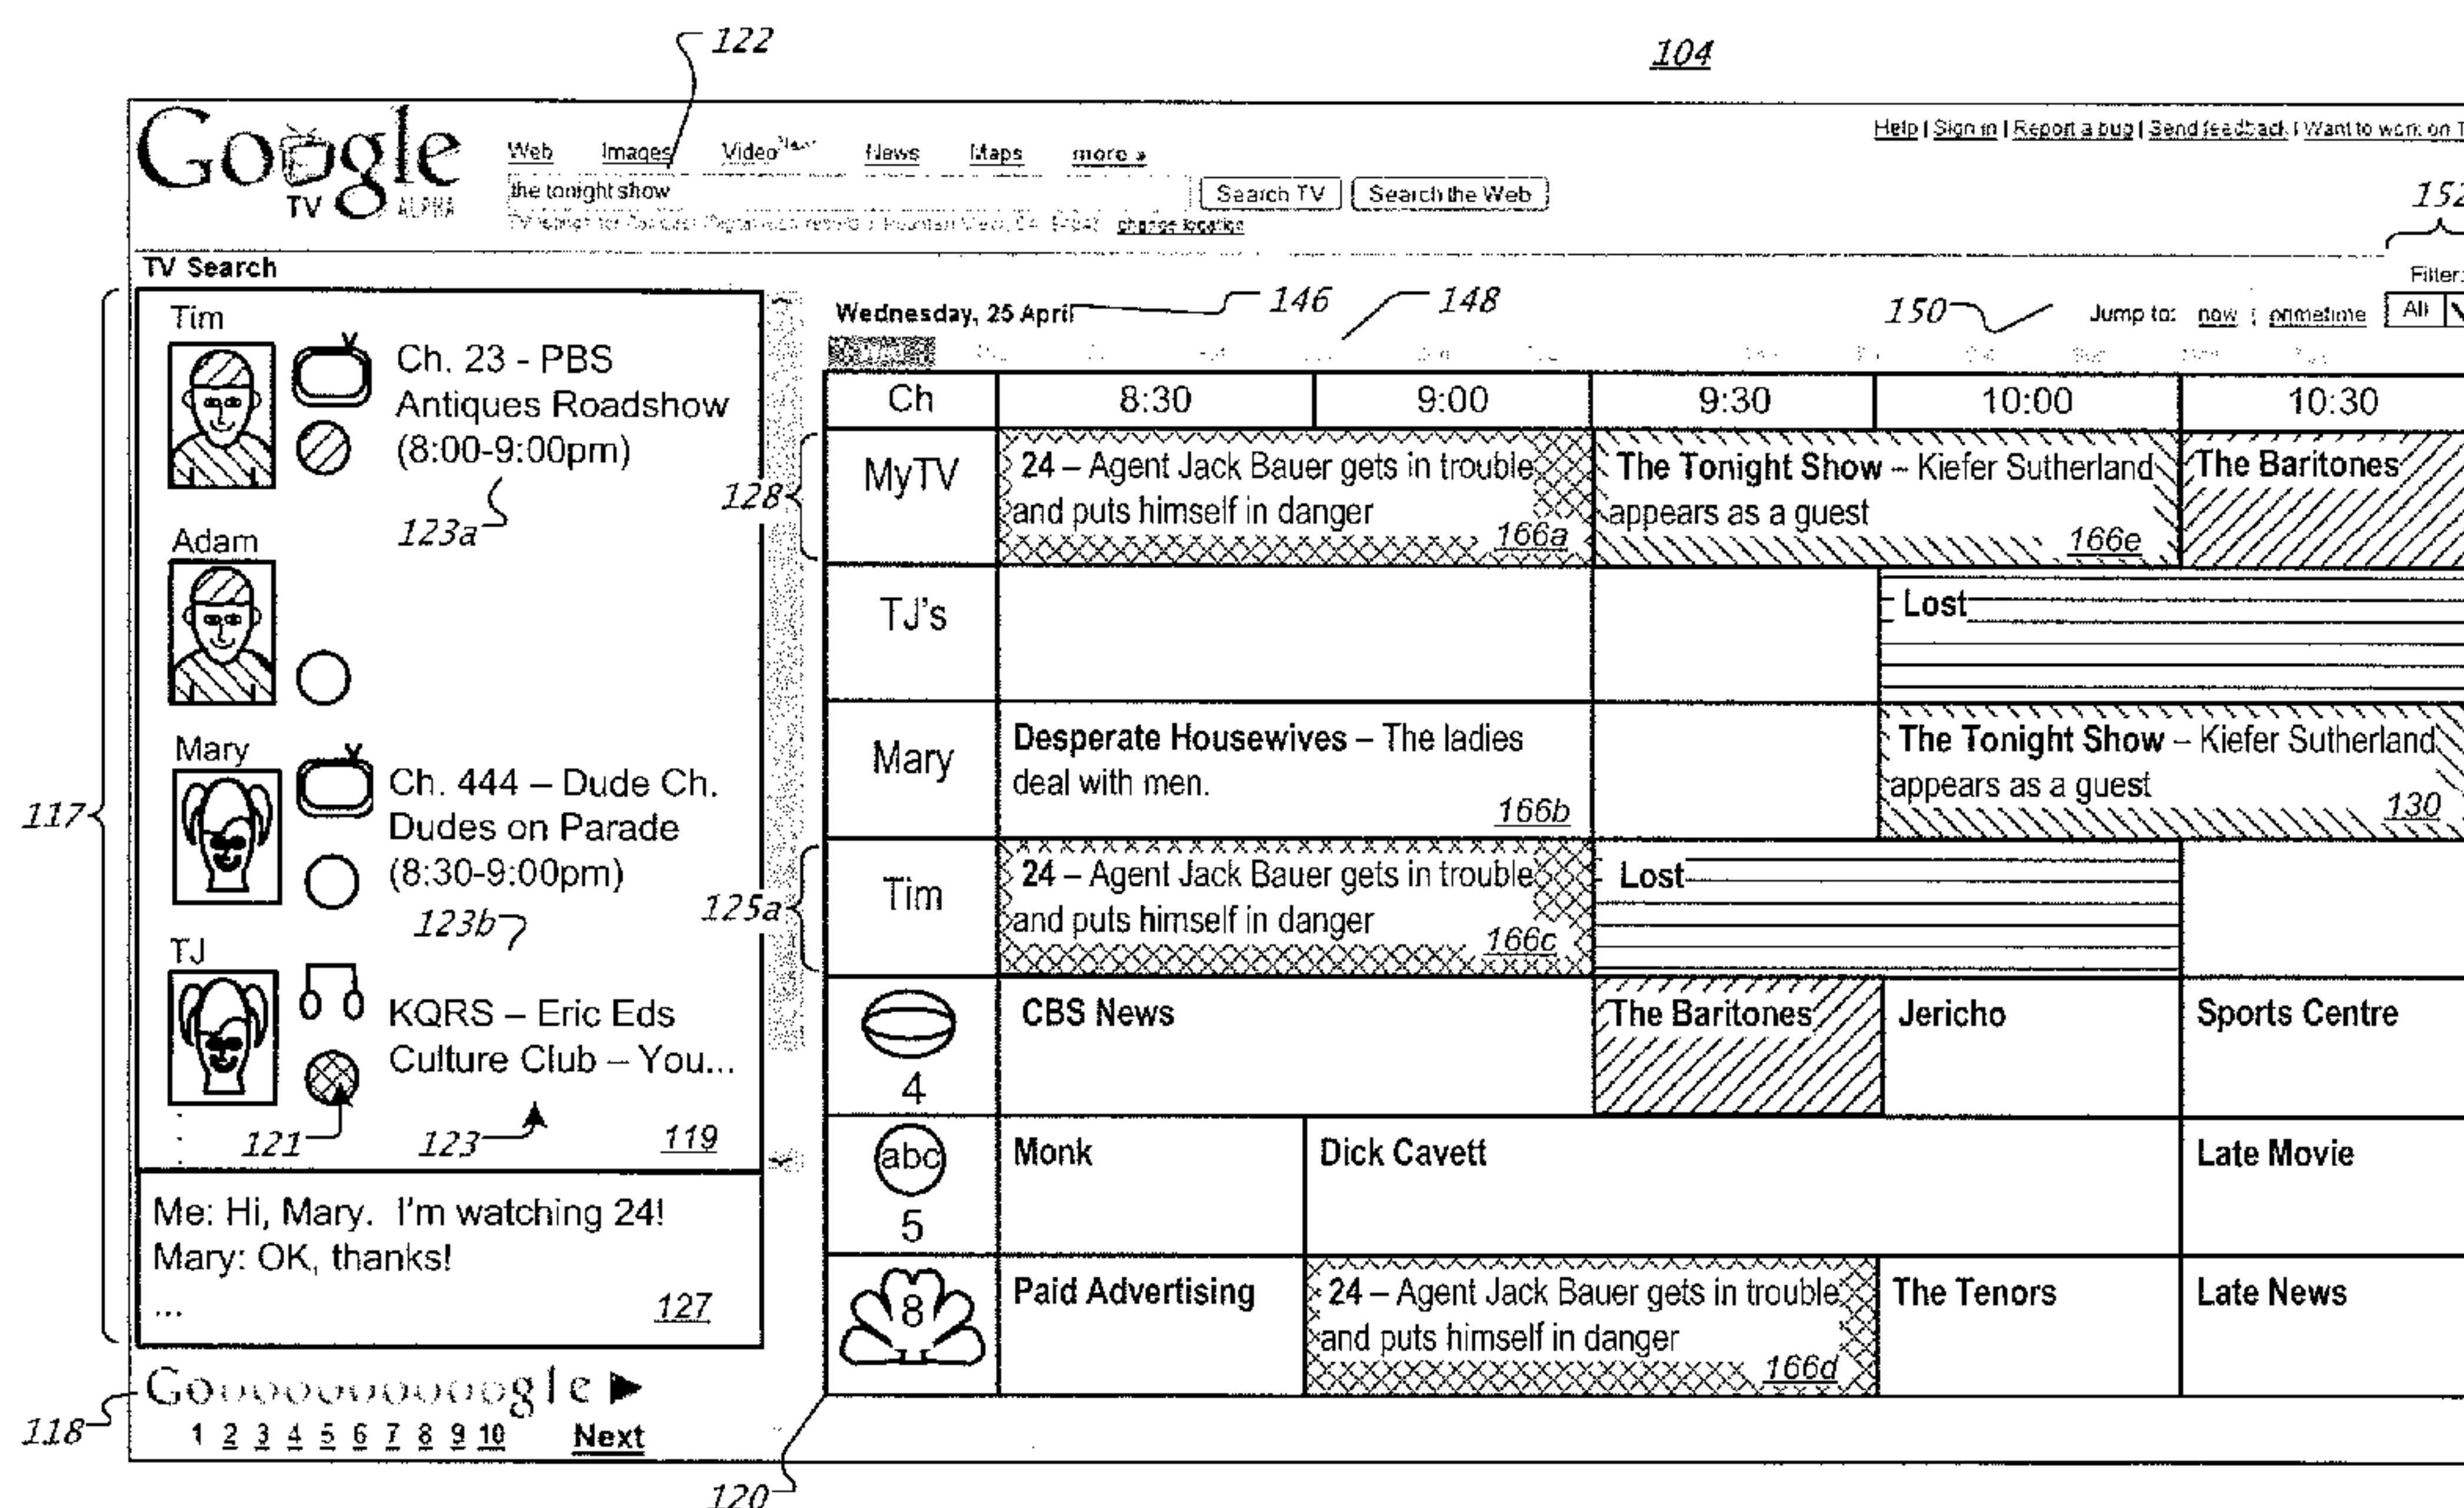 122
104
Google
TV
ALPHA
Web Images Video News Maps more »
Help | Sign in | Report a bug | Send feedback | Want to work on
the tonight show
Search TV
Search the Web
change location
152
TV Search
Filter:
Wednesday, 25 April
146
148
150
Jump to: now | primetime
All
117
Tim
Ch. 23 - PBS
Antiques Roadshow
(8:00-9:00pm)
123a
Adam
Mary
Ch. 444 – Dude Ch.
Dudes on Parade
(8:30-9:00pm)
123b
TJ
KQRS – Eric Eds
Culture Club – You...
121
123
119
Me: Hi, Mary. I'm watching 24!
Mary: OK, thanks!
...
127
Ch 8:30 9:00 9:30 10:00 10:30
128
MyTV
24 – Agent Jack Bauer gets in trouble
and puts himself in danger
166a
The Tonight Show – Kiefer Sutherland
appears as a guest
166e
The Baritones
TJ's
Lost
Mary
Desperate Housewives – The ladies
deal with men.
166b
The Tonight Show – Kiefer Sutherland
appears as a guest
130
125a
Tim
24 – Agent Jack Bauer gets in trouble
and puts himself in danger
166c
Lost
4
CBS News
The Baritones
Jericho
Sports Centre
abc
5
Monk
Dick Cavett
Late Movie
8
Paid Advertising
24 – Agent Jack Bauer gets in trouble
and puts himself in danger
166d
The Tenors
Late News
118
Goooooooooogle
1 2 3 4 5 6 7 8 9 10 Next
120